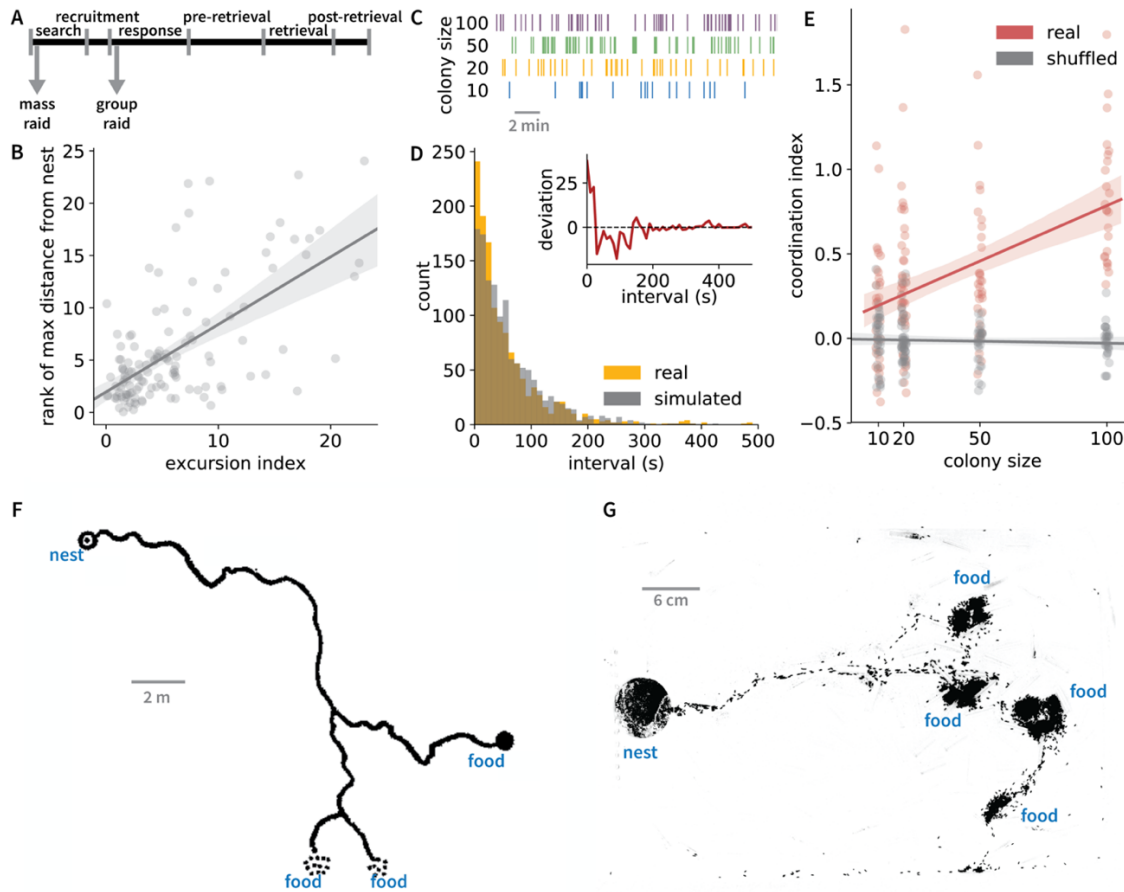 A
recruitment
pre-retrieval
post-retrieval
search
response
retrieval
mass
raid
group
raid
B
rank of max distance from nest
25
20
15
10
5
0
0
10
20
excursion index
C
colony size
100
50
20
10
2 min
D
count
250
200
150
100
50
0
0
100
200
300
400
500
interval (s)
real
simulated
deviation
25
0
0
200
400
interval (s)
E
coordination index
1.5
1.0
0.5
0.0
−0.5
10
20
50
100
colony size
real
shuffled
F
nest
2 m
food
food
food
G
6 cm
nest
food
food
food
food